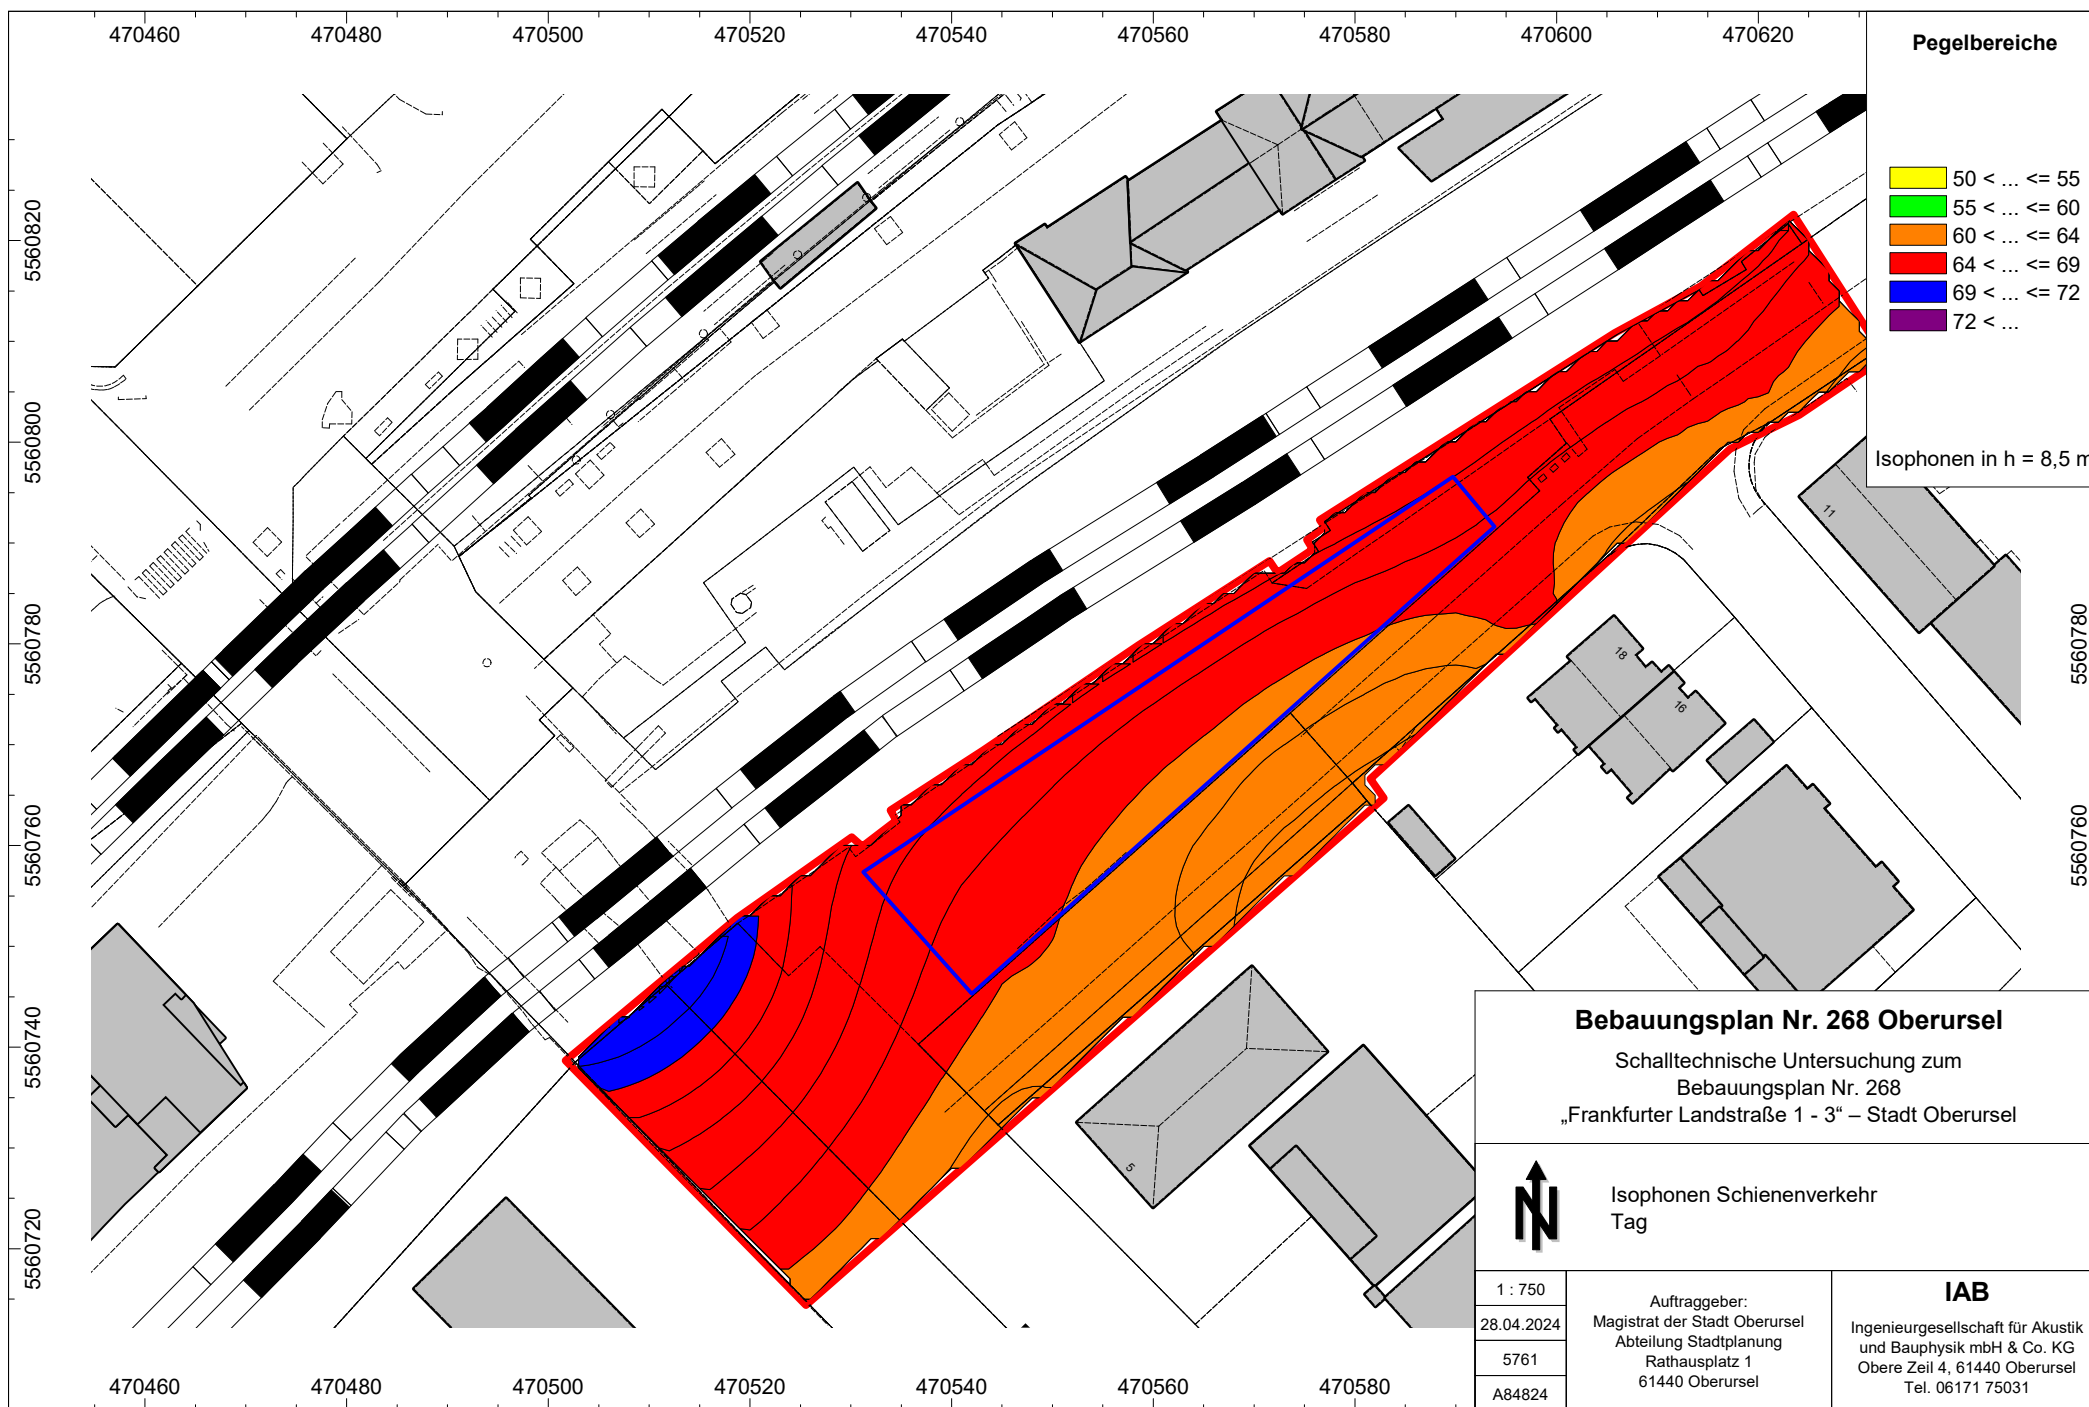 470460 470480 470500 470520 470540 470560 470580 470600 470620
Pegelbereiche
50 < ... <= 55
55 < ... <= 60
60 < ... <= 64
64 < ... <= 69
69 < ... <= 72
72 < ...
Isophonen in h = 8,5 m
5560820
5560800
5560780
5560760
5560740
5560720
5560780
5560760
11
18
16
5
Bebauungsplan Nr. 268 Oberursel
Schalltechnische Untersuchung zum
Bebauungsplan Nr. 268
„Frankfurter Landstraße 1 - 3“ – Stadt Oberursel
N
Isophonen Schienenverkehr
Tag
1 : 750
28.04.2024
5761
A84824
Auftraggeber:
Magistrat der Stadt Oberursel
Abteilung Stadtplanung
Rathausplatz 1
61440 Oberursel
IAB
Ingenieurgesellschaft für Akustik
und Bauphysik mbH & Co. KG
Obere Zeil 4, 61440 Oberursel
Tel. 06171 75031
470460 470480 470500 470520 470540 470560 470580